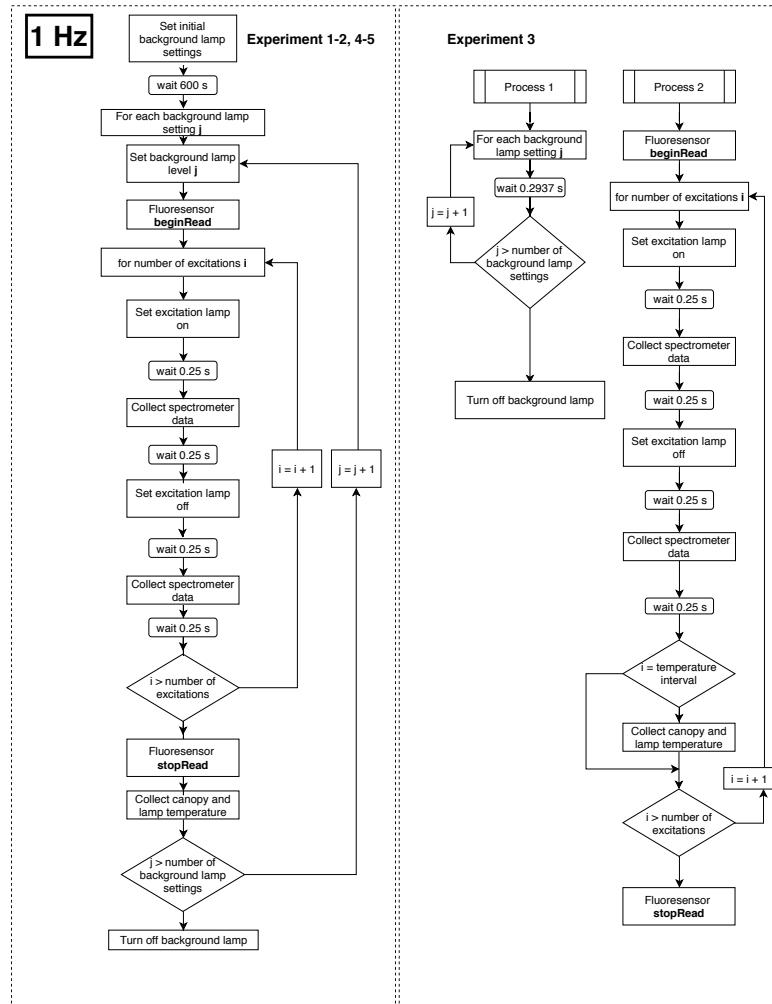 1 Hz
Experiment 1-2, 4-5
Set initial
background lamp
settings
wait 600 s
For each background lamp
setting j
Set background lamp
level j
Fluoresensor
beginRead
for number of excitations i
Set excitation lamp
on
wait 0.25 s
Collect spectrometer
data
wait 0.25 s
i = i + 1
j = j + 1
Set excitation lamp
off
wait 0.25 s
Collect spectrometer
data
wait 0.25 s
i > number of
excitations
Fluoresensor
stopRead
Collect canopy and
lamp temperature
j > number of
background lamp
settings
Turn off background lamp
Experiment 3
Process 1
For each background
lamp setting j
wait 0.2937 s
j = j + 1
j > number of
background lamp
settings
Turn off background lamp
Process 2
Fluoresensor
beginRead
for number of excitations i
Set excitation lamp
on
wait 0.25 s
Collect spectrometer
data
wait 0.25 s
Set excitation lamp
off
wait 0.25 s
Collect spectrometer
data
wait 0.25 s
i = temperature
interval
Collect canopy and
lamp temperature
i = i + 1
i > number of
excitations
Fluoresensor
stopRead